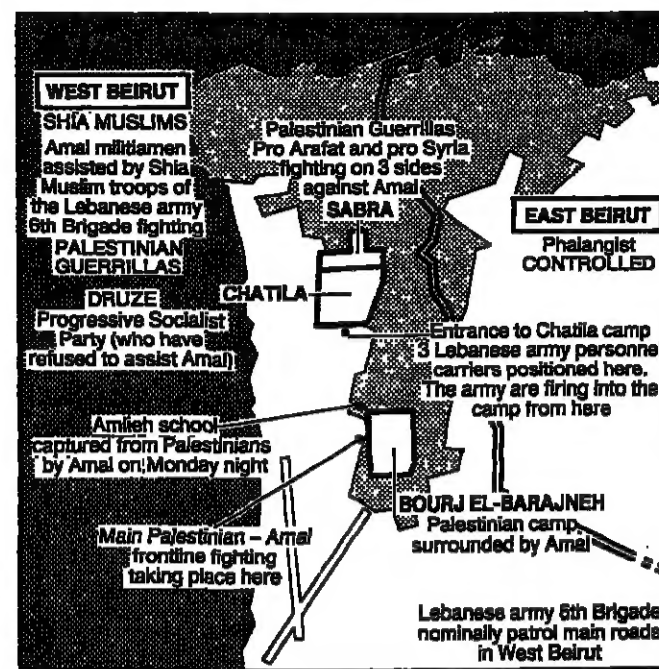 WEST BEIRUT
SHIA MUSLIMS
Amal militiamen
assisted by Shia
Muslim troops of
the Lebanese army
6th Brigade fighting
PALESTINIAN
GUERRILLAS
DRUZE
Progressive Socialist
Party (who have
refused to assist Amal)
Palestinian Guerrillas
Pro Arafat and pro Syria
fighting on 3 sides
against Amal
SABRA
EAST BEIRUT
Phalangist
CONTROLLED
CHATILA
Entrance to Chatila camp
3 Lebanese army personne
carriers positioned here.
The army are firing into the
camp from here
Amlieh school
captured from Palestinians
by Amal on Monday night
BOURJ EL-BARAJNEH
Palestinian camp
surrounded by Amal
Main Palestinian – Amal
frontline fighting
taking place here
Lebanese army 6th Brigade
nominally patrol main roads
in West Beirut